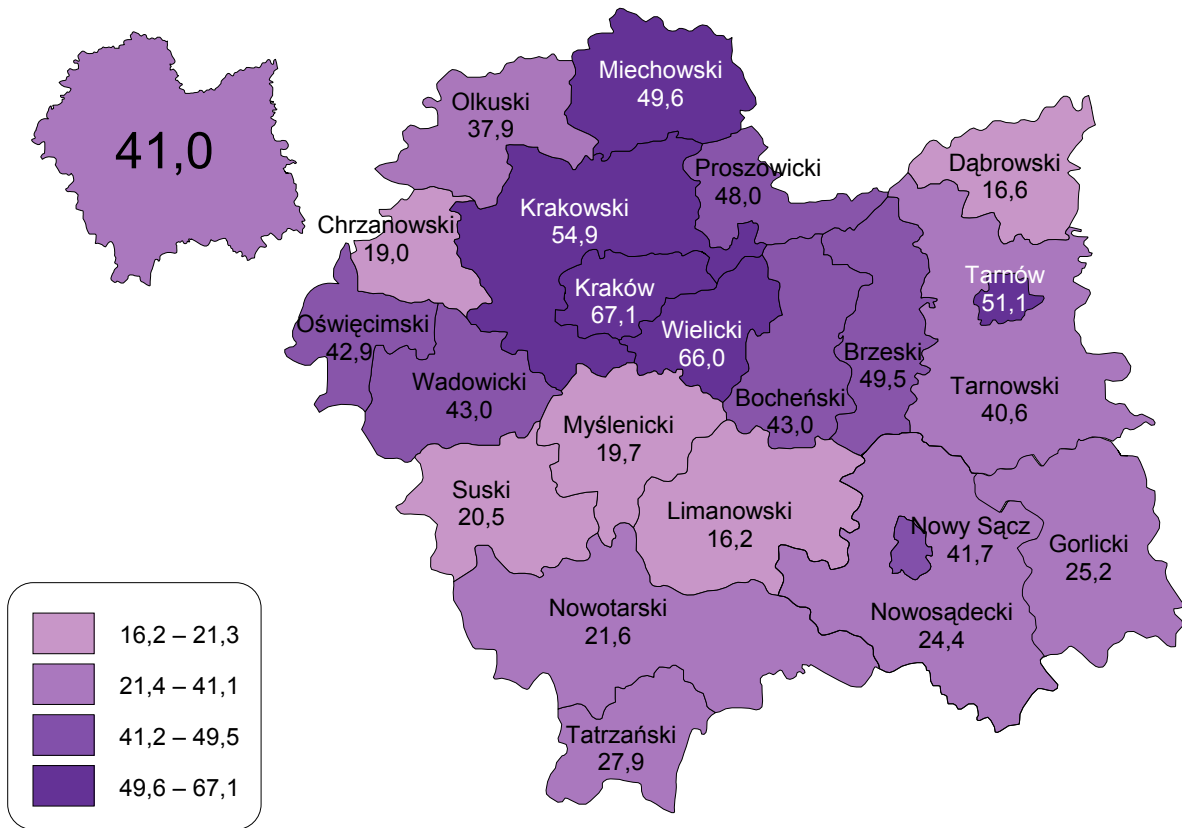 41,0
Miechowski
49,6
Olkuski
37,9
Proszowicki
48,0
Dąbrowski
16,6
Krakowski
54,9
Chrzanowski
19,0
Tarnów
51,1
Kraków
67,1
Oświęcimski
42,9
Wielicki
66,0
Brzeski
49,5
Wadowicki
43,0
Bocheński
43,0
Tarnowski
40,6
Myślenicki
19,7
Suski
20,5
Limanowski
16,2
Nowy Sącz
41,7
Gorlicki
25,2
Nowotarski
21,6
Nowosądecki
24,4
Tatrzański
27,9
16,2 – 21,3
21,4 – 41,1
41,2 – 49,5
49,6 – 67,1